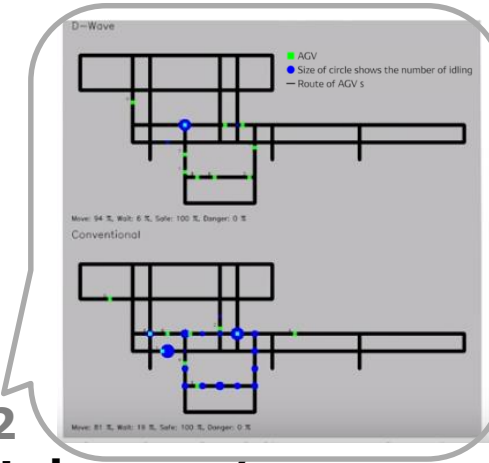 D-Wave
AGV
Size of circle shows the number of idling
Route of AGV s
Move: 94 %, Wait: 6 %, Safe: 100 %, Danger: 0 %
Conventional
Move: 81 %, Wait: 18 %, Safe: 100 %, Danger: 0 %
2